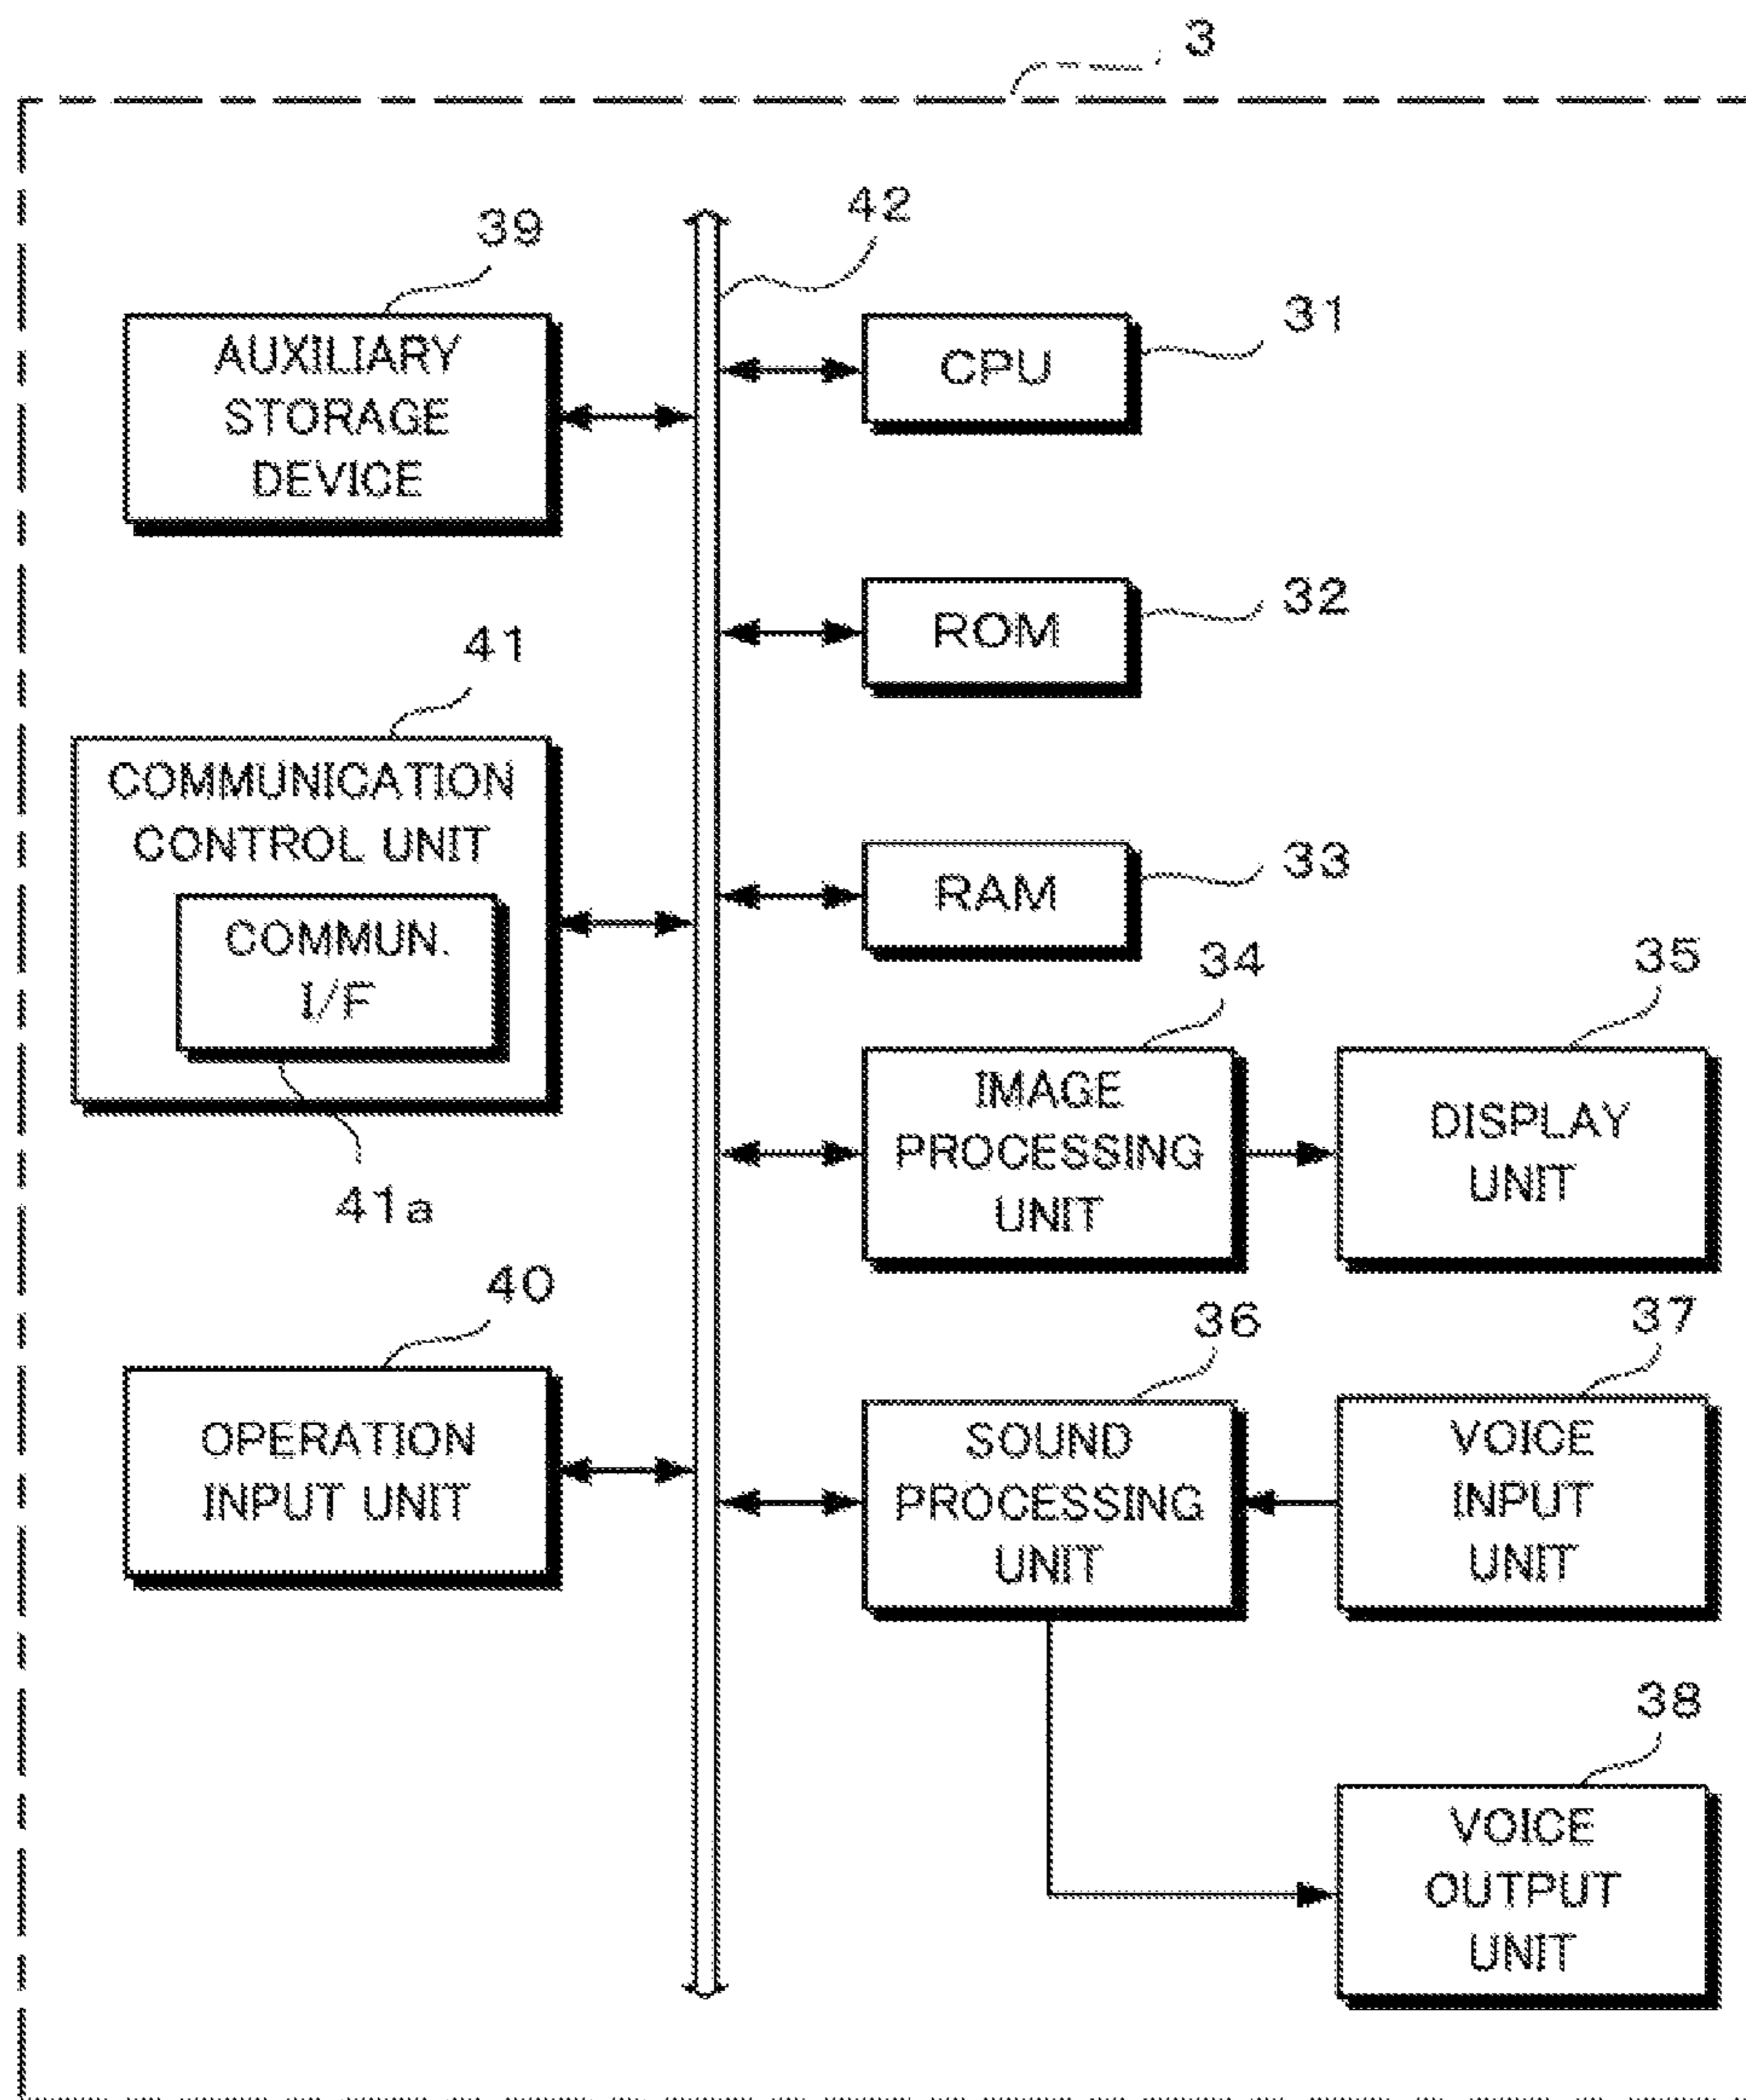 3
42
39
AUXILIARY
STORAGE
DEVICE
31
CPU
32
ROM
41
COMMUNICATION
CONTROL UNIT
COMMUN.
I/F
41a
33
RAM
34
IMAGE
PROCESSING
UNIT
35
DISPLAY
UNIT
40
OPERATION
INPUT UNIT
36
SOUND
PROCESSING
UNIT
37
VOICE
INPUT
UNIT
38
VOICE
OUTPUT
UNIT